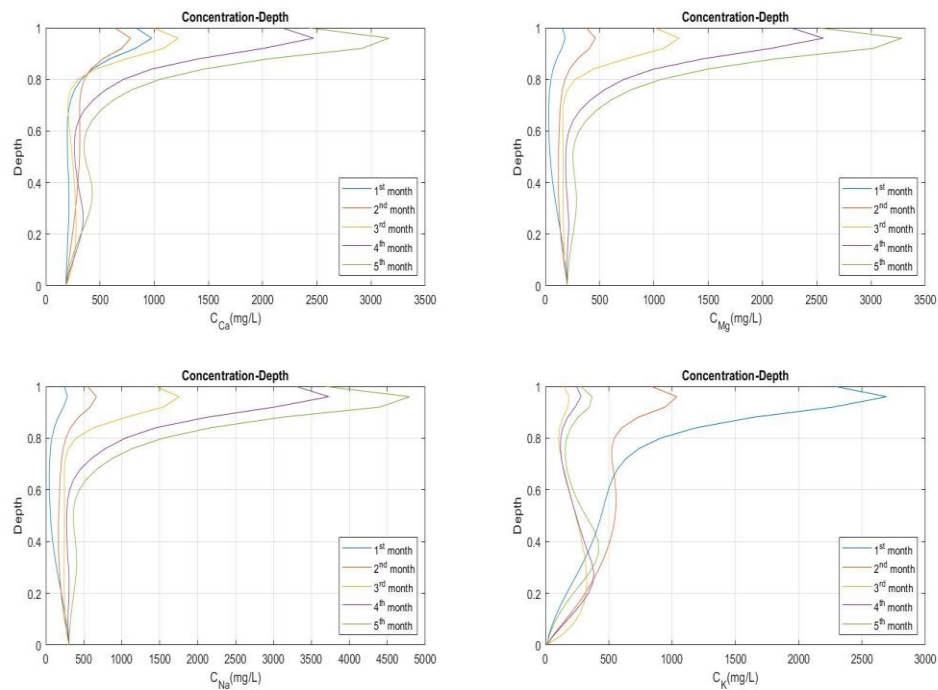 Concentration-Depth
1
0.8
0.6
0.4
0.2
0
Depth
0 500 1000 1500 2000 2500 3000 3500
C_Ca(mg/L)
1st month
2nd month
3rd month
4th month
5th month
Concentration-Depth
1
0.8
0.6
0.4
0.2
0
Depth
0 500 1000 1500 2000 2500 3000 3500
C_Mg(mg/L)
1st month
2nd month
3rd month
4th month
5th month
Concentration-Depth
1
0.8
0.6
0.4
0.2
0
Depth
0 500 1000 1500 2000 2500 3000 3500 4000 4500 5000
C_Na(mg/L)
1st month
2nd month
3rd month
4th month
5th month
Concentration-Depth
1
0.8
0.6
0.4
0.2
0
Depth
0 500 1000 1500 2000 2500 3000
C_K(mg/L)
1st month
2nd month
3rd month
4th month
5th month